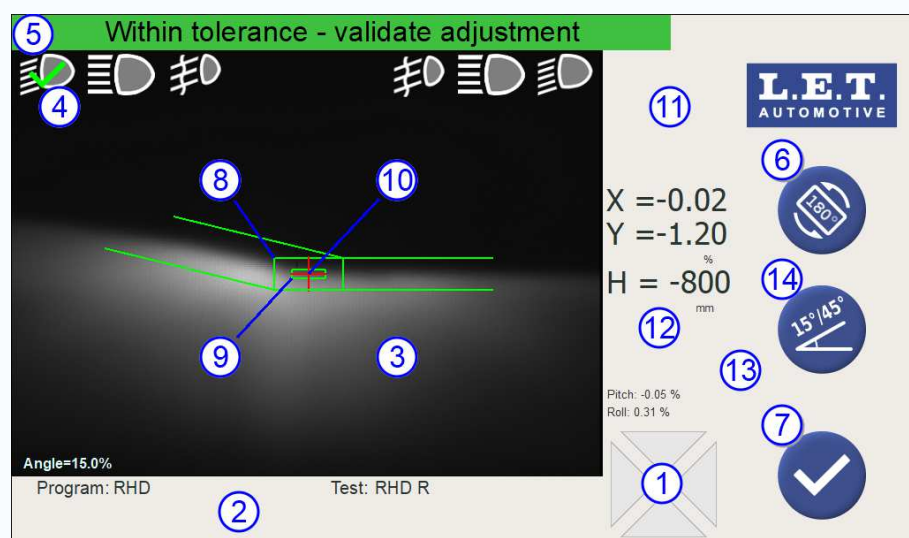 Within tolerance - validate adjustment
5
4
11
L.E.T.
AUTOMOTIVE
6
8
10
180°
X =-0.02
Y =-1.20
%
H = -800
mm
14
15°/45°
12
9
3
13
Pitch: -0.05 %
Roll: 0.31 %
7
Angle=15.0%
1
Program: RHD
Test: RHD R
2